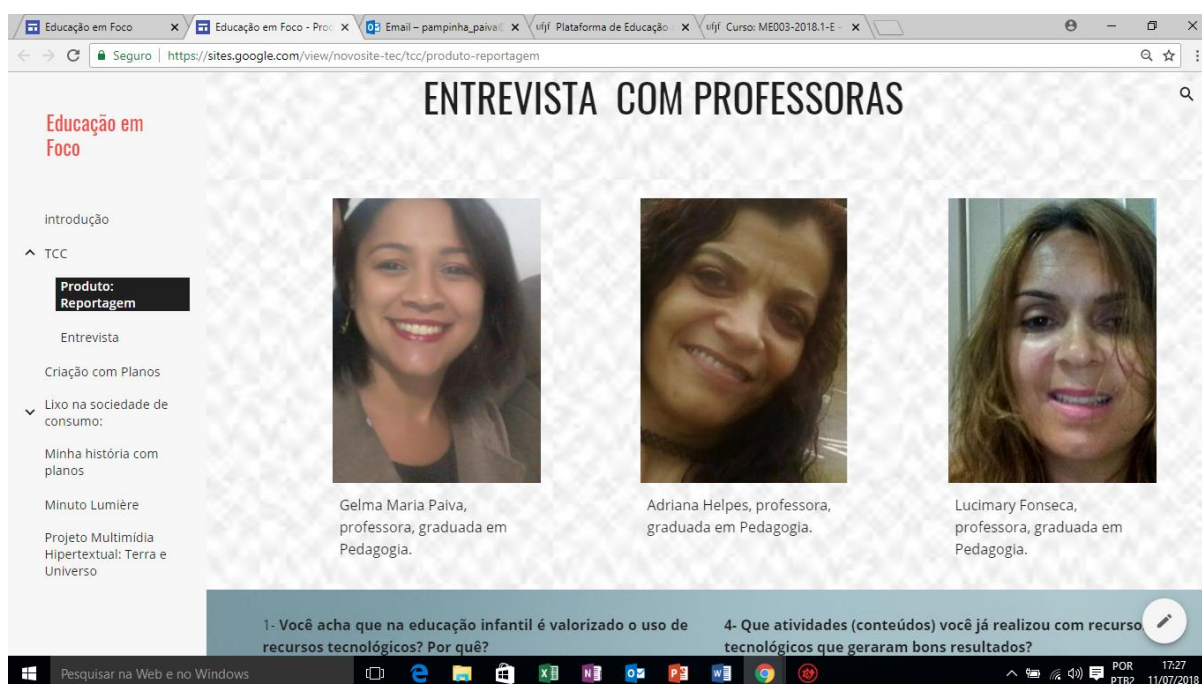 Educação em Foco
Educação em Foco - Proc
Email – pampinha_paiva
ufjf Plataforma de Educação
ufjf Curso: ME003-2018.1-E -
Seguro
https://sites.google.com/view/novosite-tec/tcc/produto-reportagem
Educação em
Foco
introdução
TCC
Produto:
Reportagem
Entrevista
Criação com Planos
Lixo na sociedade de
consumo:
Minha história com
planos
Minuto Lumière
Projeto Multimídia
Hipertextual: Terra e
Universo
ENTREVISTA COM PROFESSORAS
Gelma Maria Paiva,
professora, graduada em
Pedagogia.
Adriana Helpes, professora,
graduada em Pedagogia.
Lucimary Fonseca,
professora, graduada em
Pedagogia.
1- Você acha que na educação infantil é valorizado o uso de
recursos tecnológicos? Por quê?
4- Que atividades (conteúdos) você já realizou com recurso
tecnológicos que geraram bons resultados?
Pesquisar na Web e no Windows
POR
PTB2
17:27
11/07/2018